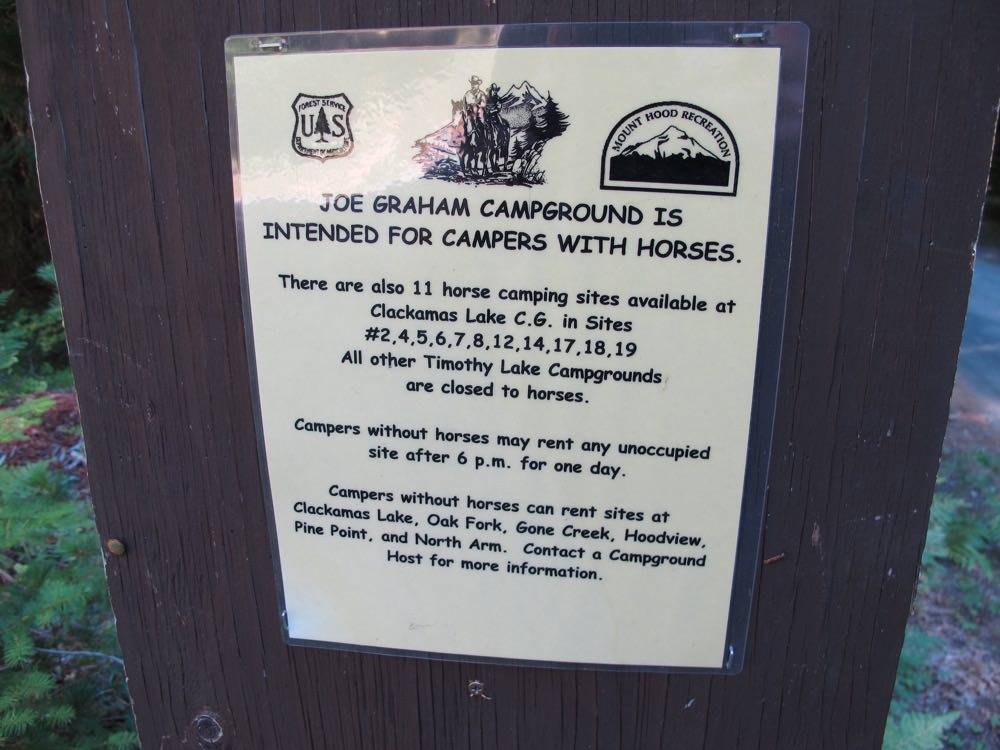 FOREST SERVICE
U S
DEPARTMENT OF AGRICULTURE
MOUNT HOOD RECREATION
JOE GRAHAM CAMPGROUND IS
INTENDED FOR CAMPERS WITH HORSES.
There are also 11 horse camping sites available at
Clackamas Lake C.G. in Sites
#2,4,5,6,7,8,12,14,17,18,19
All other Timothy Lake Campgrounds
are closed to horses.
Campers without horses may rent any unoccupied
site after 6 p.m. for one day.
Campers without horses can rent sites at
Clackamas Lake, Oak Fork, Gone Creek, Hoodview,
Pine Point, and North Arm. Contact a Campground
Host for more information.